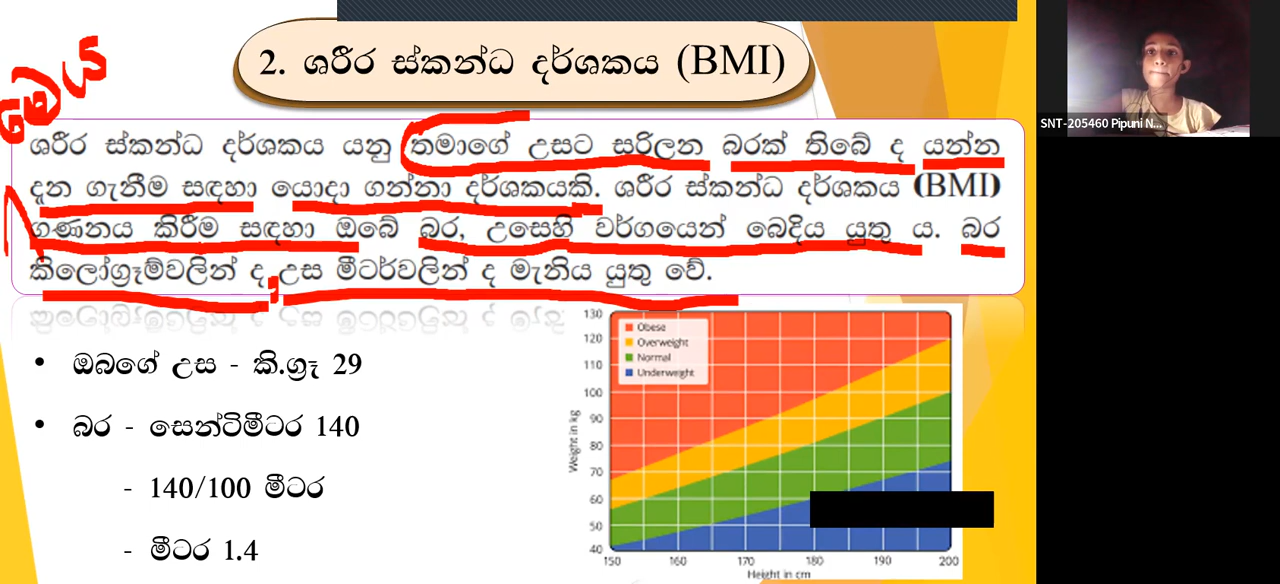 2. ශරීර ස්කන්ධ දර්ශකය (BMI)
මෙය
ශරීර ස්කන්ධ දර්ශකය යනු තමාගේ උසට සරිලන බරක් තිබේ ද යන්න
දැන ගැනීම සඳහා යොදා ගන්නා දර්ශකයකි. ශරීර ස්කන්ධ දර්ශකය (BMI)
ගණනය කිරීම සඳහා ඔබේ බර, උසෙහි වර්ගයෙන් බෙදිය යුතු ය. බර
කිලෝග්‍රෑම්වලින් ද, උස මීටර්වලින් ද මැනිය යුතු වේ.
• ඔබගේ උස - කි.ග්‍රෑ 29
• බර - සෙන්ටිමීටර 140
- 140/100 මීටර
- මීටර 1.4
Obese
Overweight
Normal
Underweight
Weight in kg
130
120
110
100
90
80
70
60
50
40
150 160 170 180 190 200
Height in cm
SNT-205460 Pipuni N...